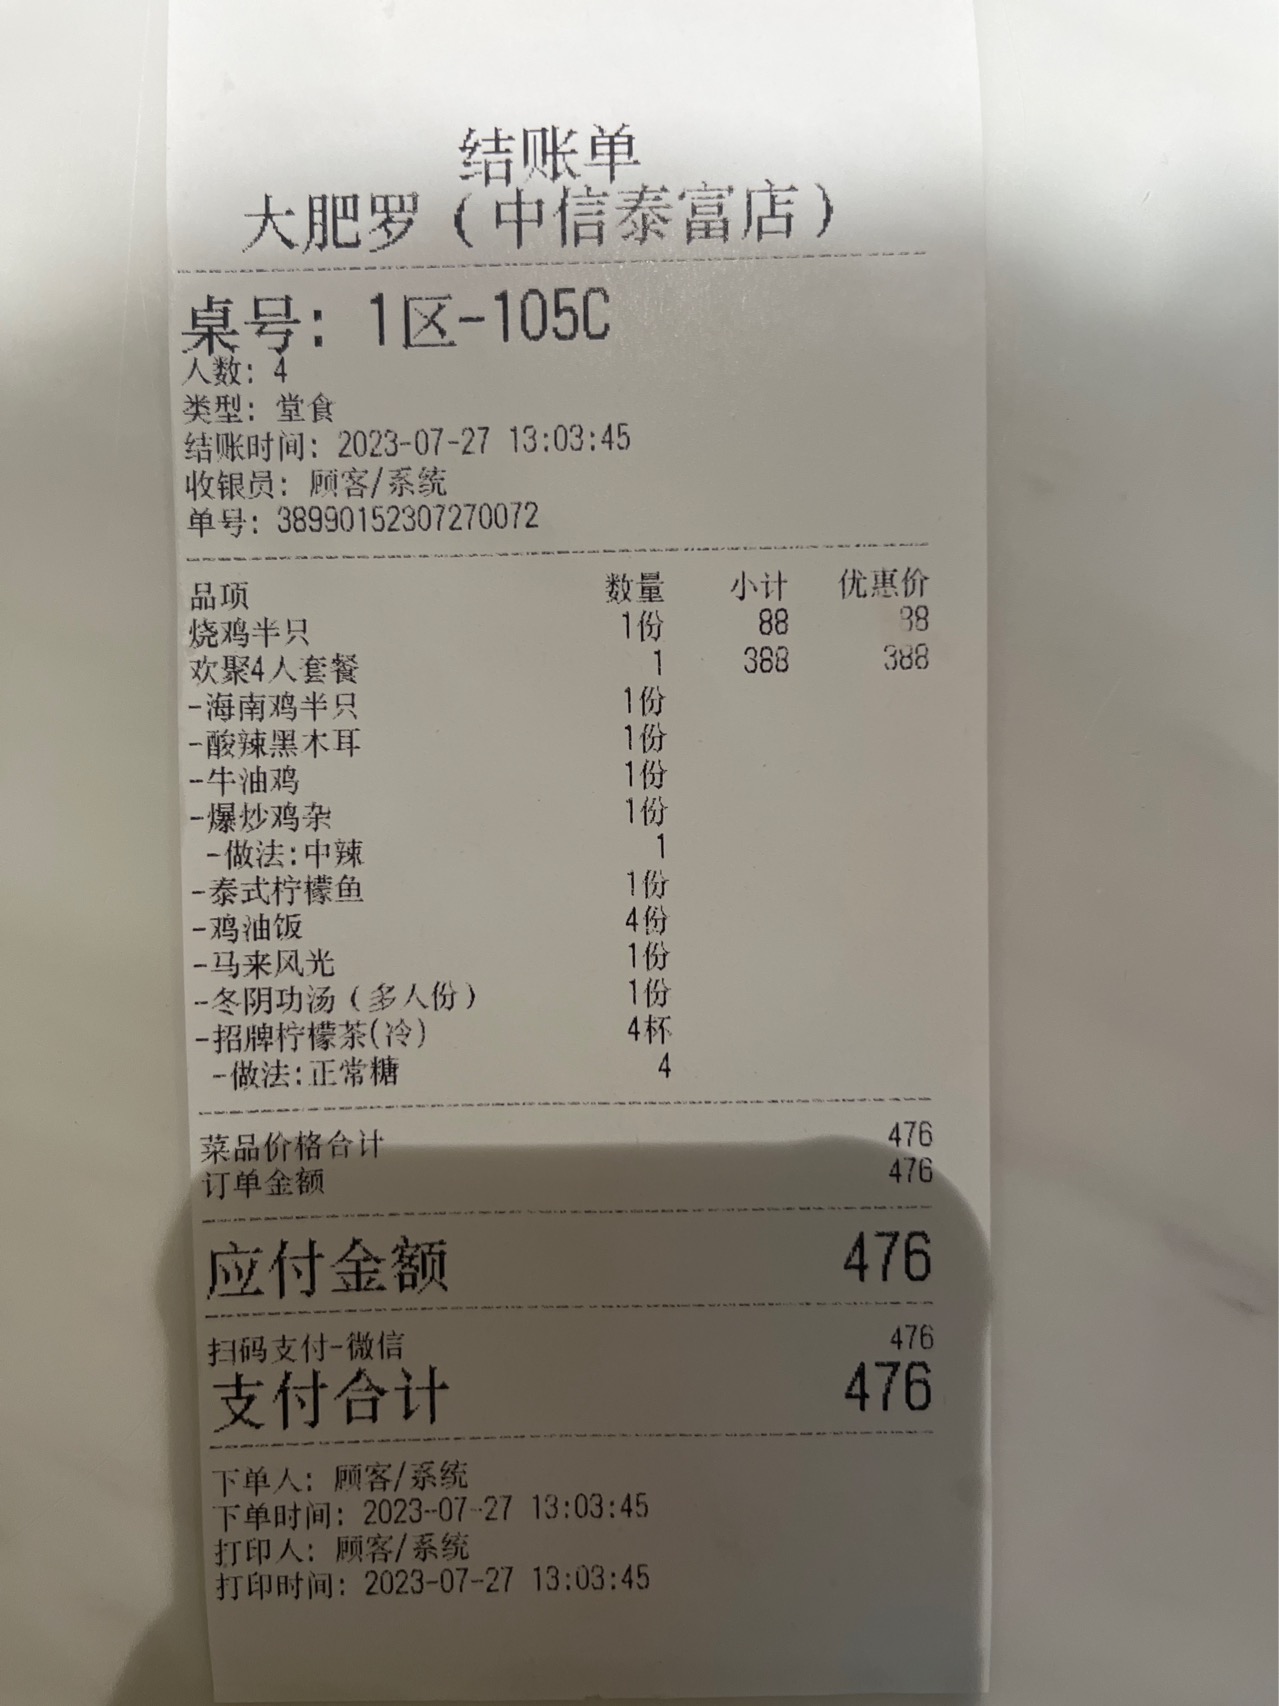 结账单
大肥罗（中信泰富店）
桌号：1区-105C
人数：4
类型：堂食
结账时间：2023-07-27 13:03:45
收银员：顾客/系统
单号：38990152307270072
品项 数量 小计 优惠价
烧鸡半只 1份 88 88
欢聚4人套餐 1 388 388
-海南鸡半只 1份
-酸辣黑木耳 1份
-牛油鸡 1份
-爆炒鸡杂 1份
-做法:中辣 1
-泰式柠檬鱼 1份
-鸡油饭 4份
-马来风光 1份
-冬阴功汤（多人份） 1份
-招牌柠檬茶(冷) 4杯
-做法:正常糖 4
菜品价格合计 476
订单金额 476
应付金额 476
扫码支付-微信 476
支付合计 476
下单人：顾客/系统
下单时间：2023-07-27 13:03:45
打印人：顾客/系统
打印时间：2023-07-27 13:03:45